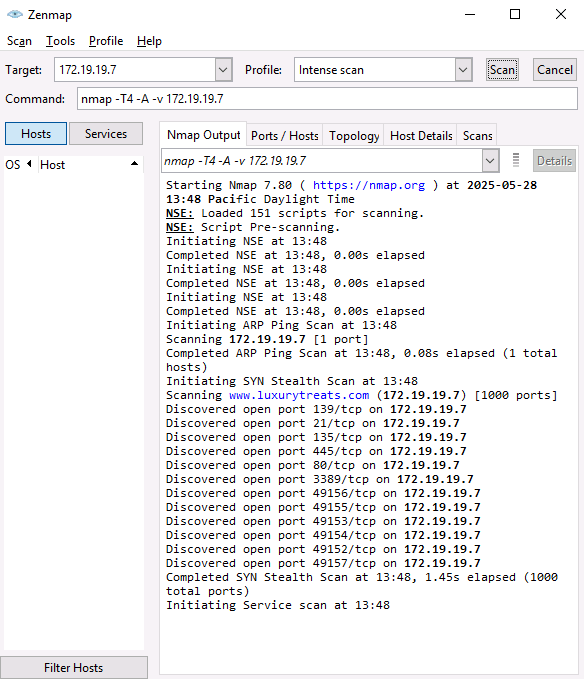 Zenmap
Scan Tools Profile Help
Target: 172.19.19.7 Profile: Intense scan Scan Cancel
Command: nmap -T4 -A -v 172.19.19.7
Hosts Services
OS Host
Filter Hosts
Nmap Output Ports / Hosts Topology Host Details Scans
nmap -T4 -A -v 172.19.19.7 Details
Starting Nmap 7.80 ( https://nmap.org ) at 2025-05-28
13:48 Pacific Daylight Time
NSE: Loaded 151 scripts for scanning.
NSE: Script Pre-scanning.
Initiating NSE at 13:48
Completed NSE at 13:48, 0.00s elapsed
Initiating NSE at 13:48
Completed NSE at 13:48, 0.00s elapsed
Initiating NSE at 13:48
Completed NSE at 13:48, 0.00s elapsed
Initiating ARP Ping Scan at 13:48
Scanning 172.19.19.7 [1 port]
Completed ARP Ping Scan at 13:48, 0.08s elapsed (1 total
hosts)
Initiating SYN Stealth Scan at 13:48
Scanning www.luxurytreats.com (172.19.19.7) [1000 ports]
Discovered open port 139/tcp on 172.19.19.7
Discovered open port 21/tcp on 172.19.19.7
Discovered open port 135/tcp on 172.19.19.7
Discovered open port 445/tcp on 172.19.19.7
Discovered open port 80/tcp on 172.19.19.7
Discovered open port 3389/tcp on 172.19.19.7
Discovered open port 49156/tcp on 172.19.19.7
Discovered open port 49155/tcp on 172.19.19.7
Discovered open port 49153/tcp on 172.19.19.7
Discovered open port 49154/tcp on 172.19.19.7
Discovered open port 49152/tcp on 172.19.19.7
Discovered open port 49157/tcp on 172.19.19.7
Completed SYN Stealth Scan at 13:48, 1.45s elapsed (1000
total ports)
Initiating Service scan at 13:48